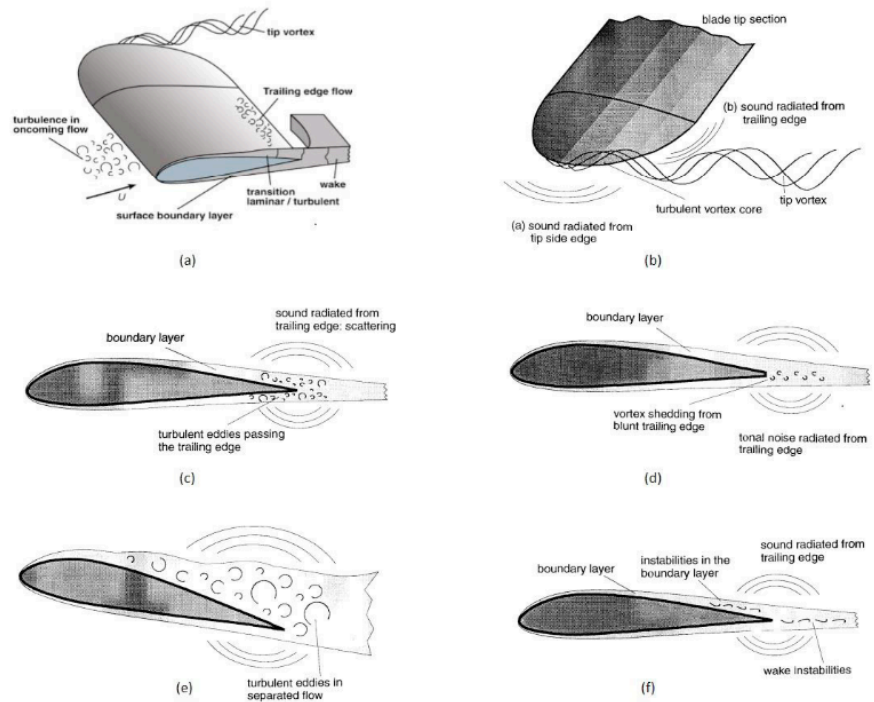 tip vortex
Trailing edge flow
turbulence in
oncoming flow
U
wake
transition
laminar / turbulent
surface boundary layer
(a)
blade tip section
(b) sound radiated from
trailing edge
tip vortex
turbulent vortex core
(a) sound radiated from
tip side edge
(b)
sound radiated from
trailing edge: scattering
boundary layer
turbulent eddies passing
the trailing edge
(c)
boundary layer
vortex shedding from
blunt trailing edge
tonal noise radiated from
trailing edge
(d)
turbulent eddies in
separated flow
(e)
sound radiated from
trailing edge
instabilities in the
boundary layer
boundary layer
wake instabilities
(f)